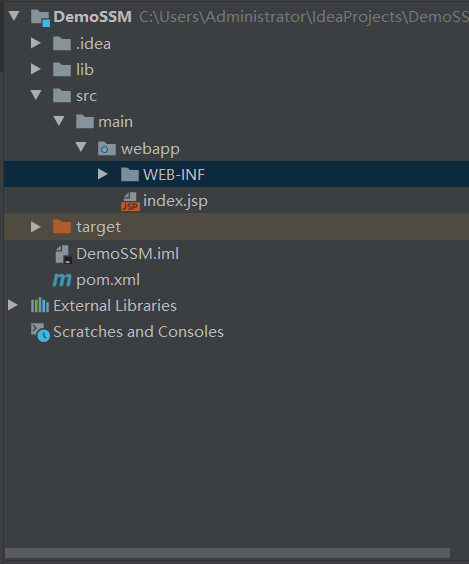 DemoSSM C:\Users\Administrator\IdeaProjects\DemoSS
.idea
lib
src
main
webapp
WEB-INF
index.jsp
target
DemoSSM.iml
pom.xml
External Libraries
Scratches and Consoles